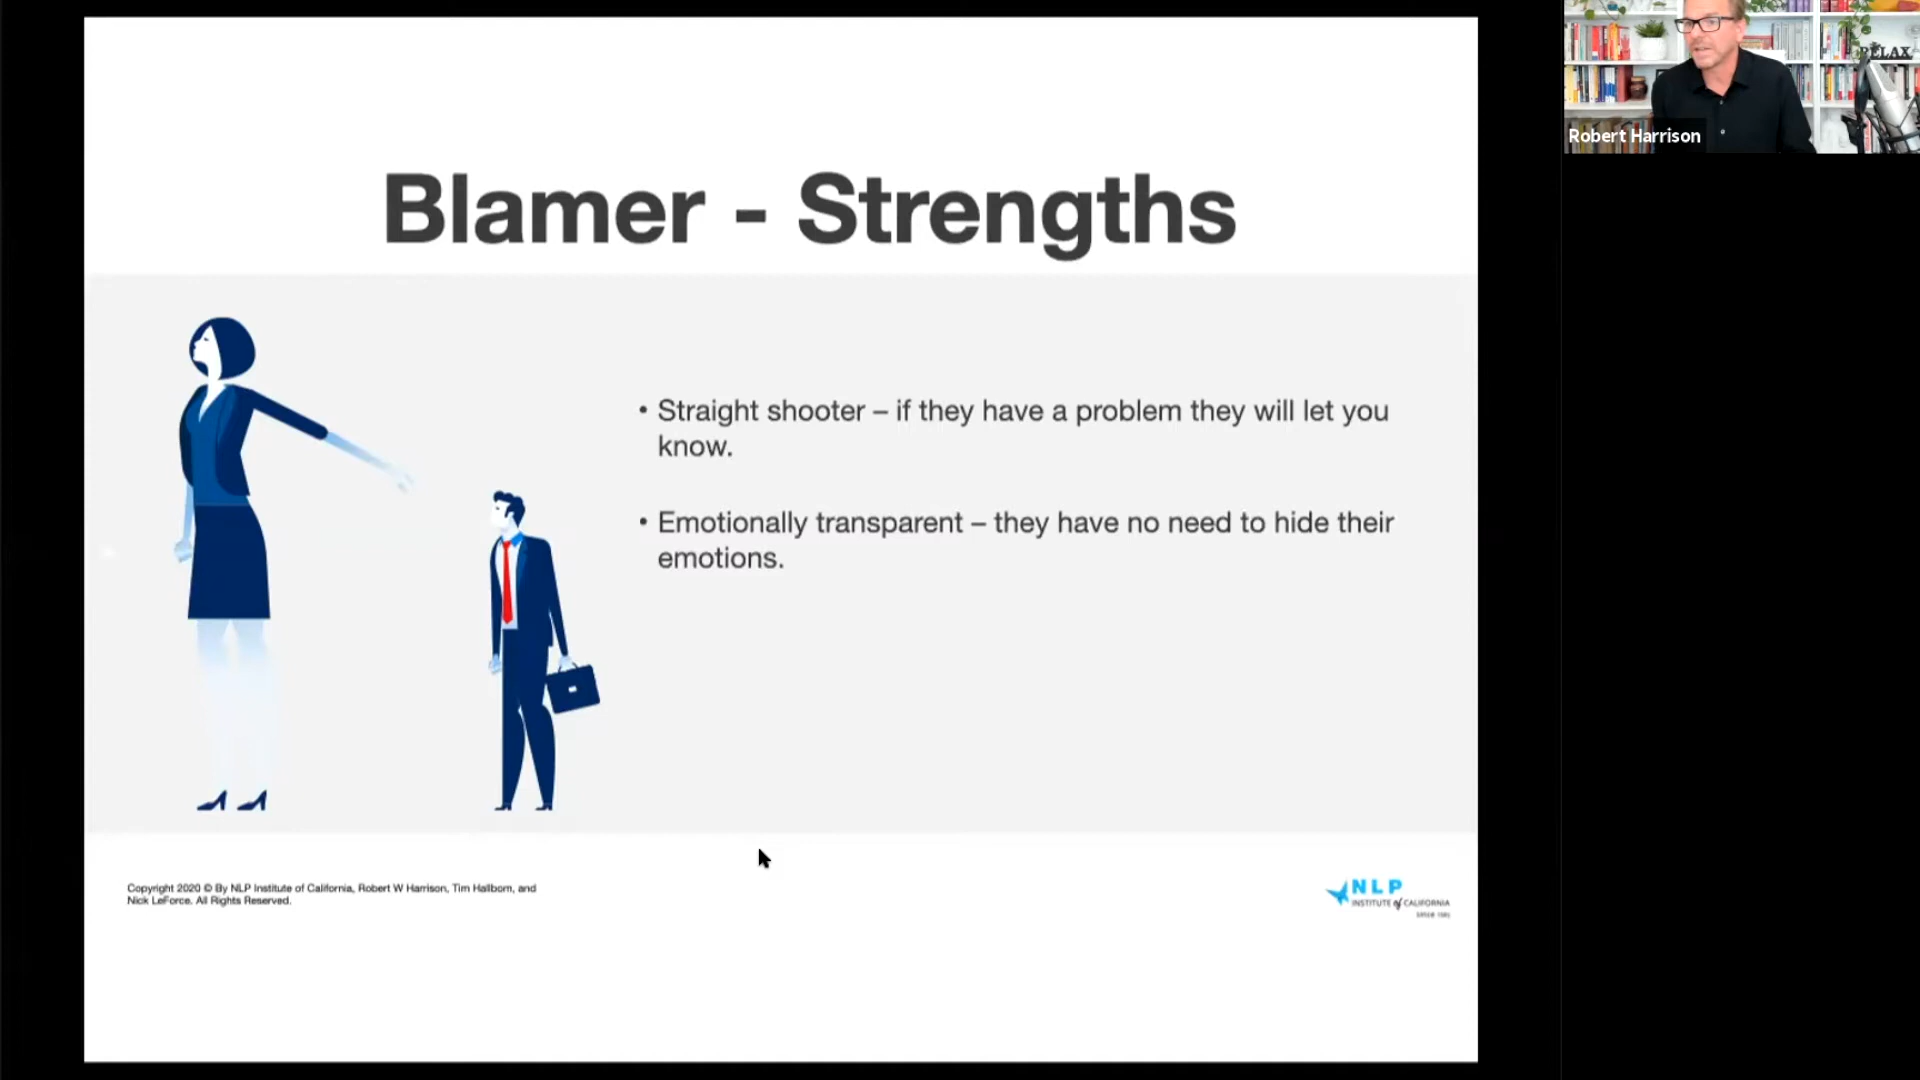 Blamer - Strengths
• Straight shooter – if they have a problem they will let you
know.
• Emotionally transparent – they have no need to hide their
emotions.
Copyright 2020 © By NLP Institute of California, Robert W Harrison, Tim Hallbom, and
Nick LeForce. All Rights Reserved.
NLP
INSTITUTE of CALIFORNIA
RELAX
Robert Harrison